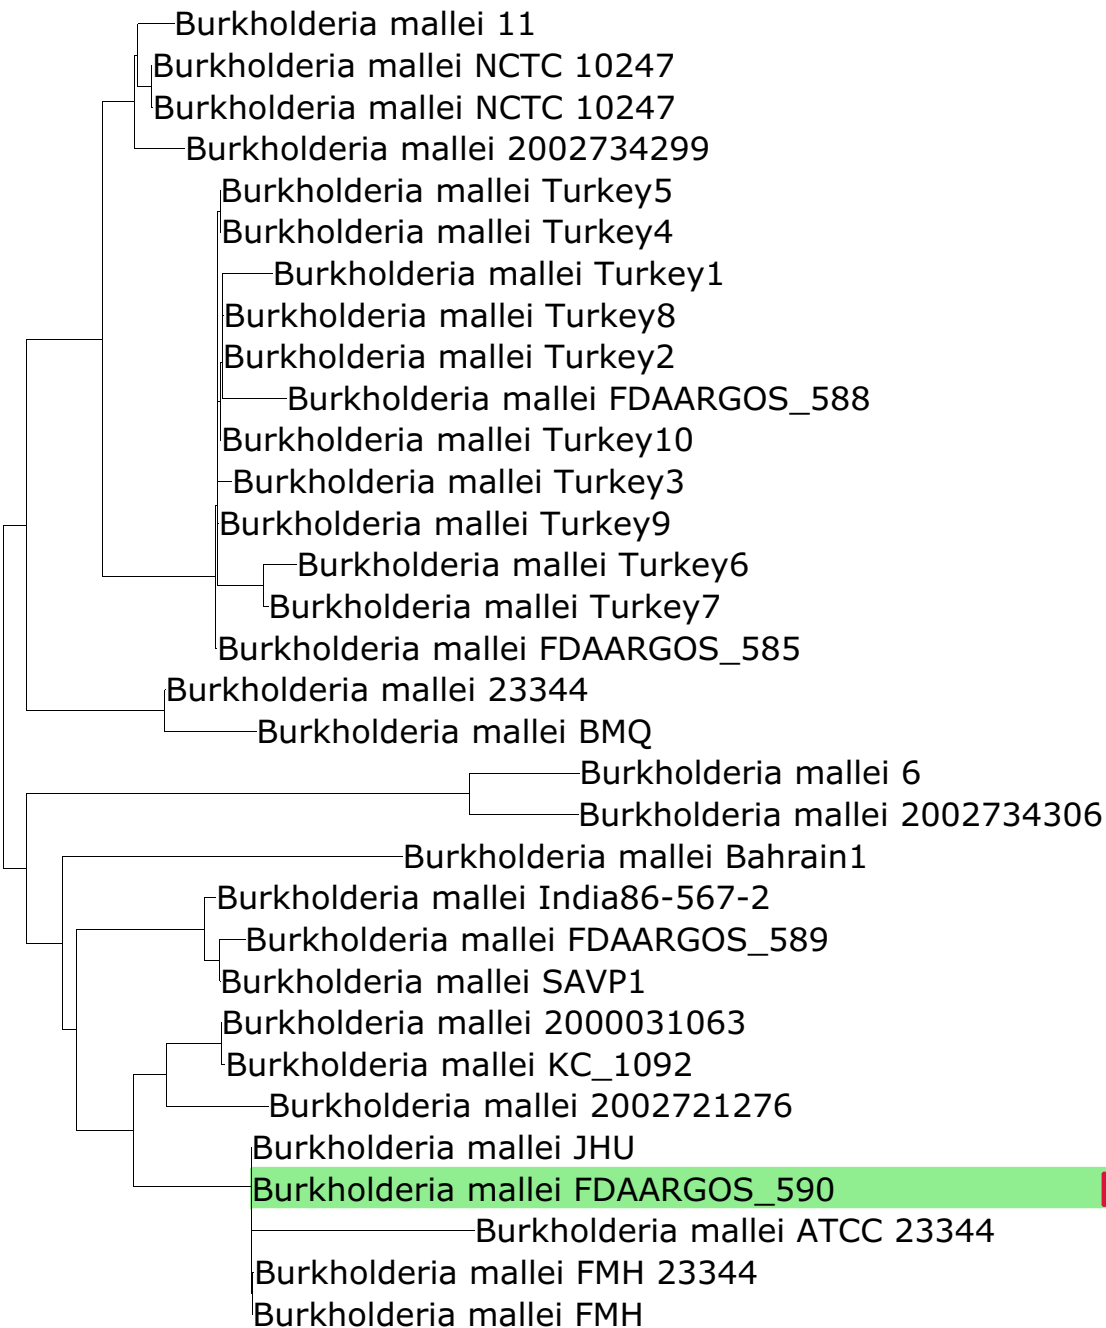 Burkholderia mallei 11
Burkholderia mallei NCTC 10247
Burkholderia mallei NCTC 10247
Burkholderia mallei 2002734299
Burkholderia mallei Turkey5
Burkholderia mallei Turkey4
Burkholderia mallei Turkey1
Burkholderia mallei Turkey8
Burkholderia mallei Turkey2
Burkholderia mallei FDAARGOS_588
Burkholderia mallei Turkey10
Burkholderia mallei Turkey3
Burkholderia mallei Turkey9
Burkholderia mallei Turkey6
Burkholderia mallei Turkey7
Burkholderia mallei FDAARGOS_585
Burkholderia mallei 23344
Burkholderia mallei BMQ
Burkholderia mallei 6
Burkholderia mallei 2002734306
Burkholderia mallei Bahrain1
Burkholderia mallei India86-567-2
Burkholderia mallei FDAARGOS_589
Burkholderia mallei SAVP1
Burkholderia mallei 2000031063
Burkholderia mallei KC_1092
Burkholderia mallei 2002721276
Burkholderia mallei JHU
Burkholderia mallei FDAARGOS_590
Burkholderia mallei ATCC 23344
Burkholderia mallei FMH 23344
Burkholderia mallei FMH